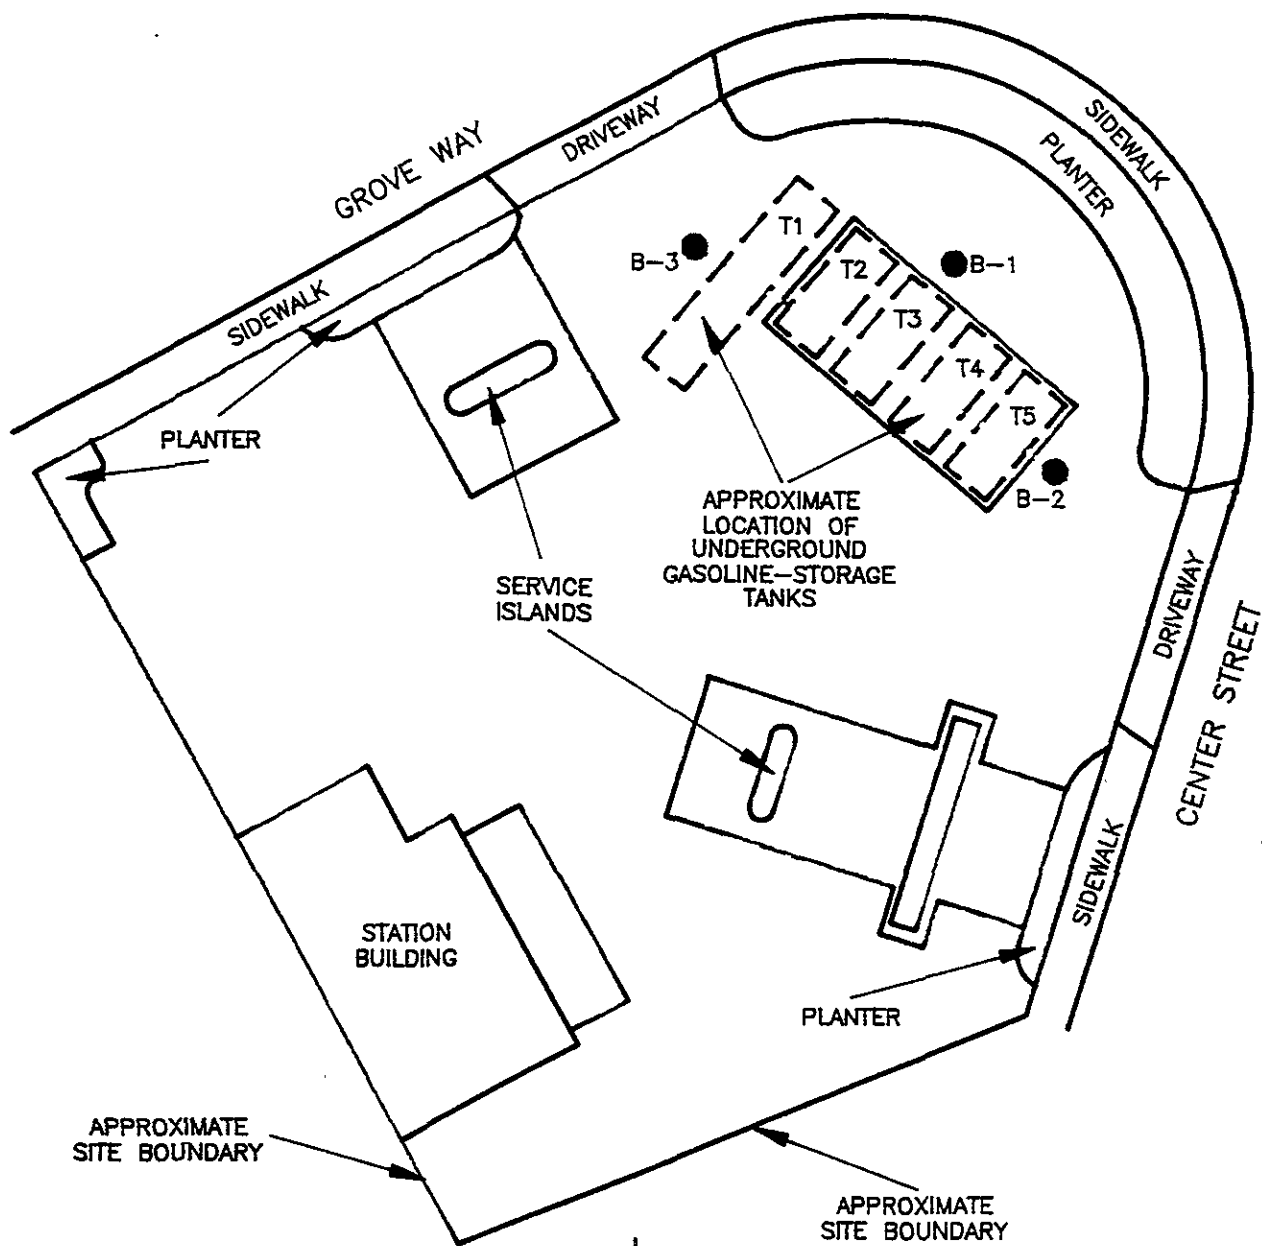 SIDEWALK
PLANTER
DRIVEWAY
GROVE WAY
T1
B-3
B-1
T2
T3
SIDEWALK
T4
T5
PLANTER
B-2
APPROXIMATE
LOCATION OF
UNDERGROUND
GASOLINE-STORAGE
TANKS
SERVICE
ISLANDS
DRIVEWAY
CENTER STREET
SIDEWALK
STATION
BUILDING
PLANTER
APPROXIMATE
SITE BOUNDARY
APPROXIMATE
SITE BOUNDARY